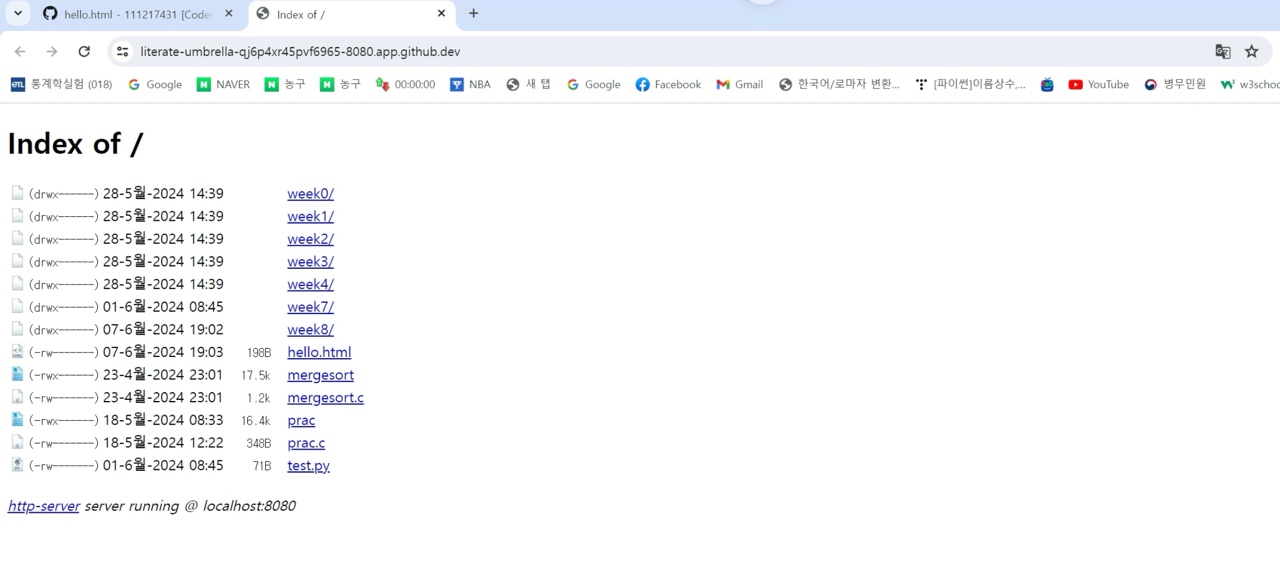 hello.html - 111217431 [Codes
Index of /
literate-umbrella-qj6p4xr45pvf6965-8080.app.github.dev
ETL 통계학실험 (018) Google NAVER 농구 농구 00:00:00 NBA 새 탭 Google Facebook Gmail 한국어/로마자 변환... [파이썬]이름상수,... YouTube 병무민원 w3schoo
Index of /
(drwx------) 28-5월-2024 14:39 week0/
(drwx------) 28-5월-2024 14:39 week1/
(drwx------) 28-5월-2024 14:39 week2/
(drwx------) 28-5월-2024 14:39 week3/
(drwx------) 28-5월-2024 14:39 week4/
(drwx------) 01-6월-2024 08:45 week7/
(drwx------) 07-6월-2024 19:02 week8/
(-rw-------) 07-6월-2024 19:03 198B hello.html
(-rwx------) 23-4월-2024 23:01 17.5k mergesort
(-rw-------) 23-4월-2024 23:01 1.2k mergesort.c
(-rwx------) 18-5월-2024 08:33 16.4k prac
(-rw-------) 18-5월-2024 12:22 348B prac.c
(-rw-------) 01-6월-2024 08:45 71B test.py
http-server server running @ localhost:8080